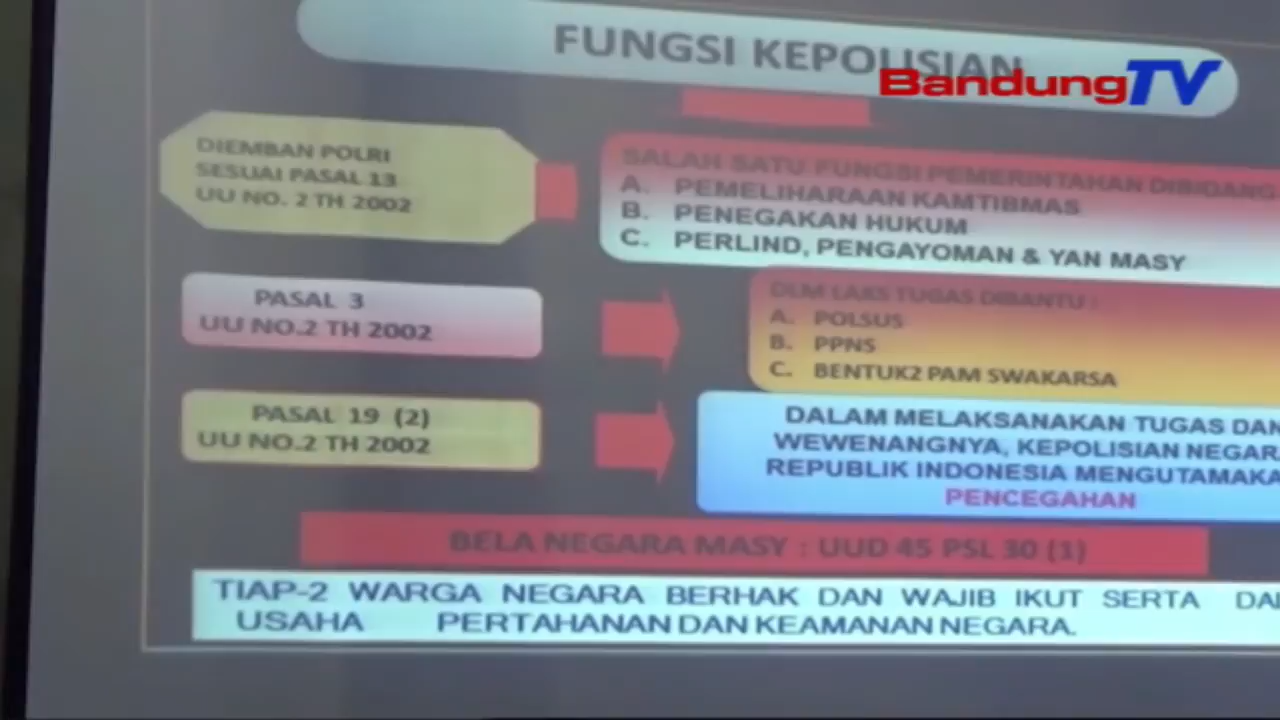 FUNGSI KEPOLISIAN
BandungTV
DIEMBAN POLRI
SESUAI PASAL 13
UU NO. 2 TH 2002
SALAH SATU FUNGSI PEMERINTAHAN DIBIDANG
A. PEMELIHARAAN KAMTIBMAS
B. PENEGAKAN HUKUM
C. PERLIND, PENGAYOMAN & YAN MASY
PASAL 3
UU NO.2 TH 2002
DLM LAKS TUGAS DIBANTU :
A. POLSUS
B. PPNS
C. BENTUK2 PAM SWAKARSA
PASAL 19 (2)
UU NO.2 TH 2002
DALAM MELAKSANAKAN TUGAS DAN
WEWENANGNYA, KEPOLISIAN NEGAR
REPUBLIK INDONESIA MENGUTAMAKA
PENCEGAHAN
BELA NEGARA MASY : UUD 45 PSL 30 (1)
TIAP-2 WARGA NEGARA BERHAK DAN WAJIB IKUT SERTA DA
USAHA PERTAHANAN DAN KEAMANAN NEGARA.